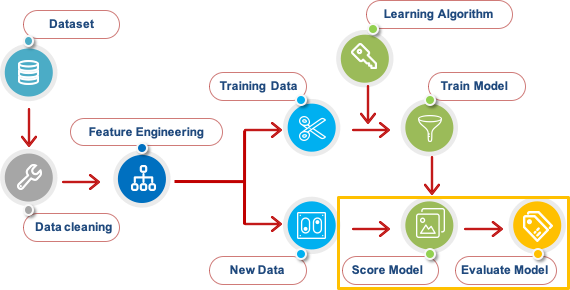 Dataset
Learning Algorithm
Training Data
Train Model
Feature Engineering
Data cleaning
New Data
Score Model
Evaluate Model